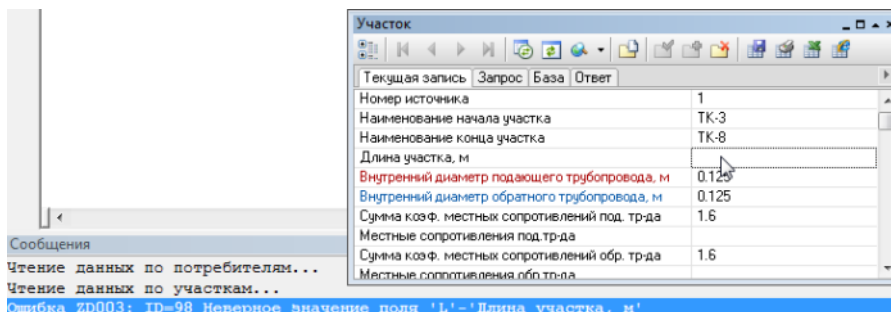 Участок
Текущая запись Запрос База Ответ
Номер источника 1
Наименование начала участка ТК-3
Наименование конца участка ТК-8
Длина участка, м
Внутренний диаметр подающего трубопровода, м 0.125
Внутренний диаметр обратного трубопровода, м 0.125
Сумма коэф. местных сопротивлений под. тр-да 1.6
Местные сопротивления под.тр-да
Сумма коэф. местных сопротивлений обр. тр-да 1.6
Местные сопротивления обр.тр-да
Сообщения
Чтение данных по потребителям...
Чтение данных по участкам...
Ошибка ZD003: ID=98 Неверное значение поля 'L'-'Длина участка, м'